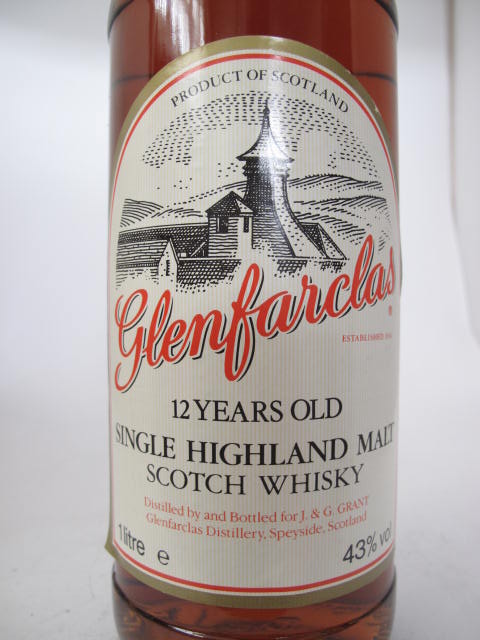 PRODUCT OF SCOTLAND
Glenfarclas
®
ESTABLISHED
12 YEARS OLD
SINGLE HIGHLAND MALT
SCOTCH WHISKY
Distilled by and Bottled for J. & G. GRANT
Glenfarclas Distillery, Speyside, Scotland
1 litre e
43% vol